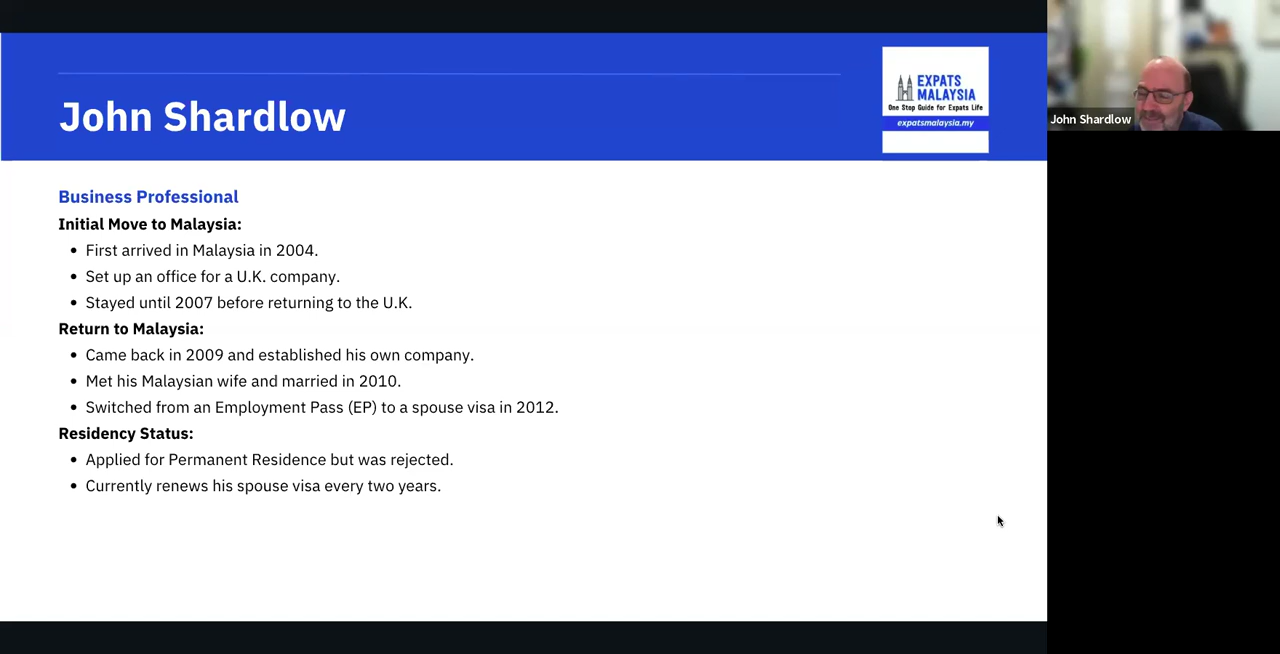 John Shardlow
EXPATS
MALAYSIA
One Stop Guide for Expats Life
expatsmalaysia.my
John Shardlow
Business Professional
Initial Move to Malaysia:
• First arrived in Malaysia in 2004.
• Set up an office for a U.K. company.
• Stayed until 2007 before returning to the U.K.
Return to Malaysia:
• Came back in 2009 and established his own company.
• Met his Malaysian wife and married in 2010.
• Switched from an Employment Pass (EP) to a spouse visa in 2012.
Residency Status:
• Applied for Permanent Residence but was rejected.
• Currently renews his spouse visa every two years.